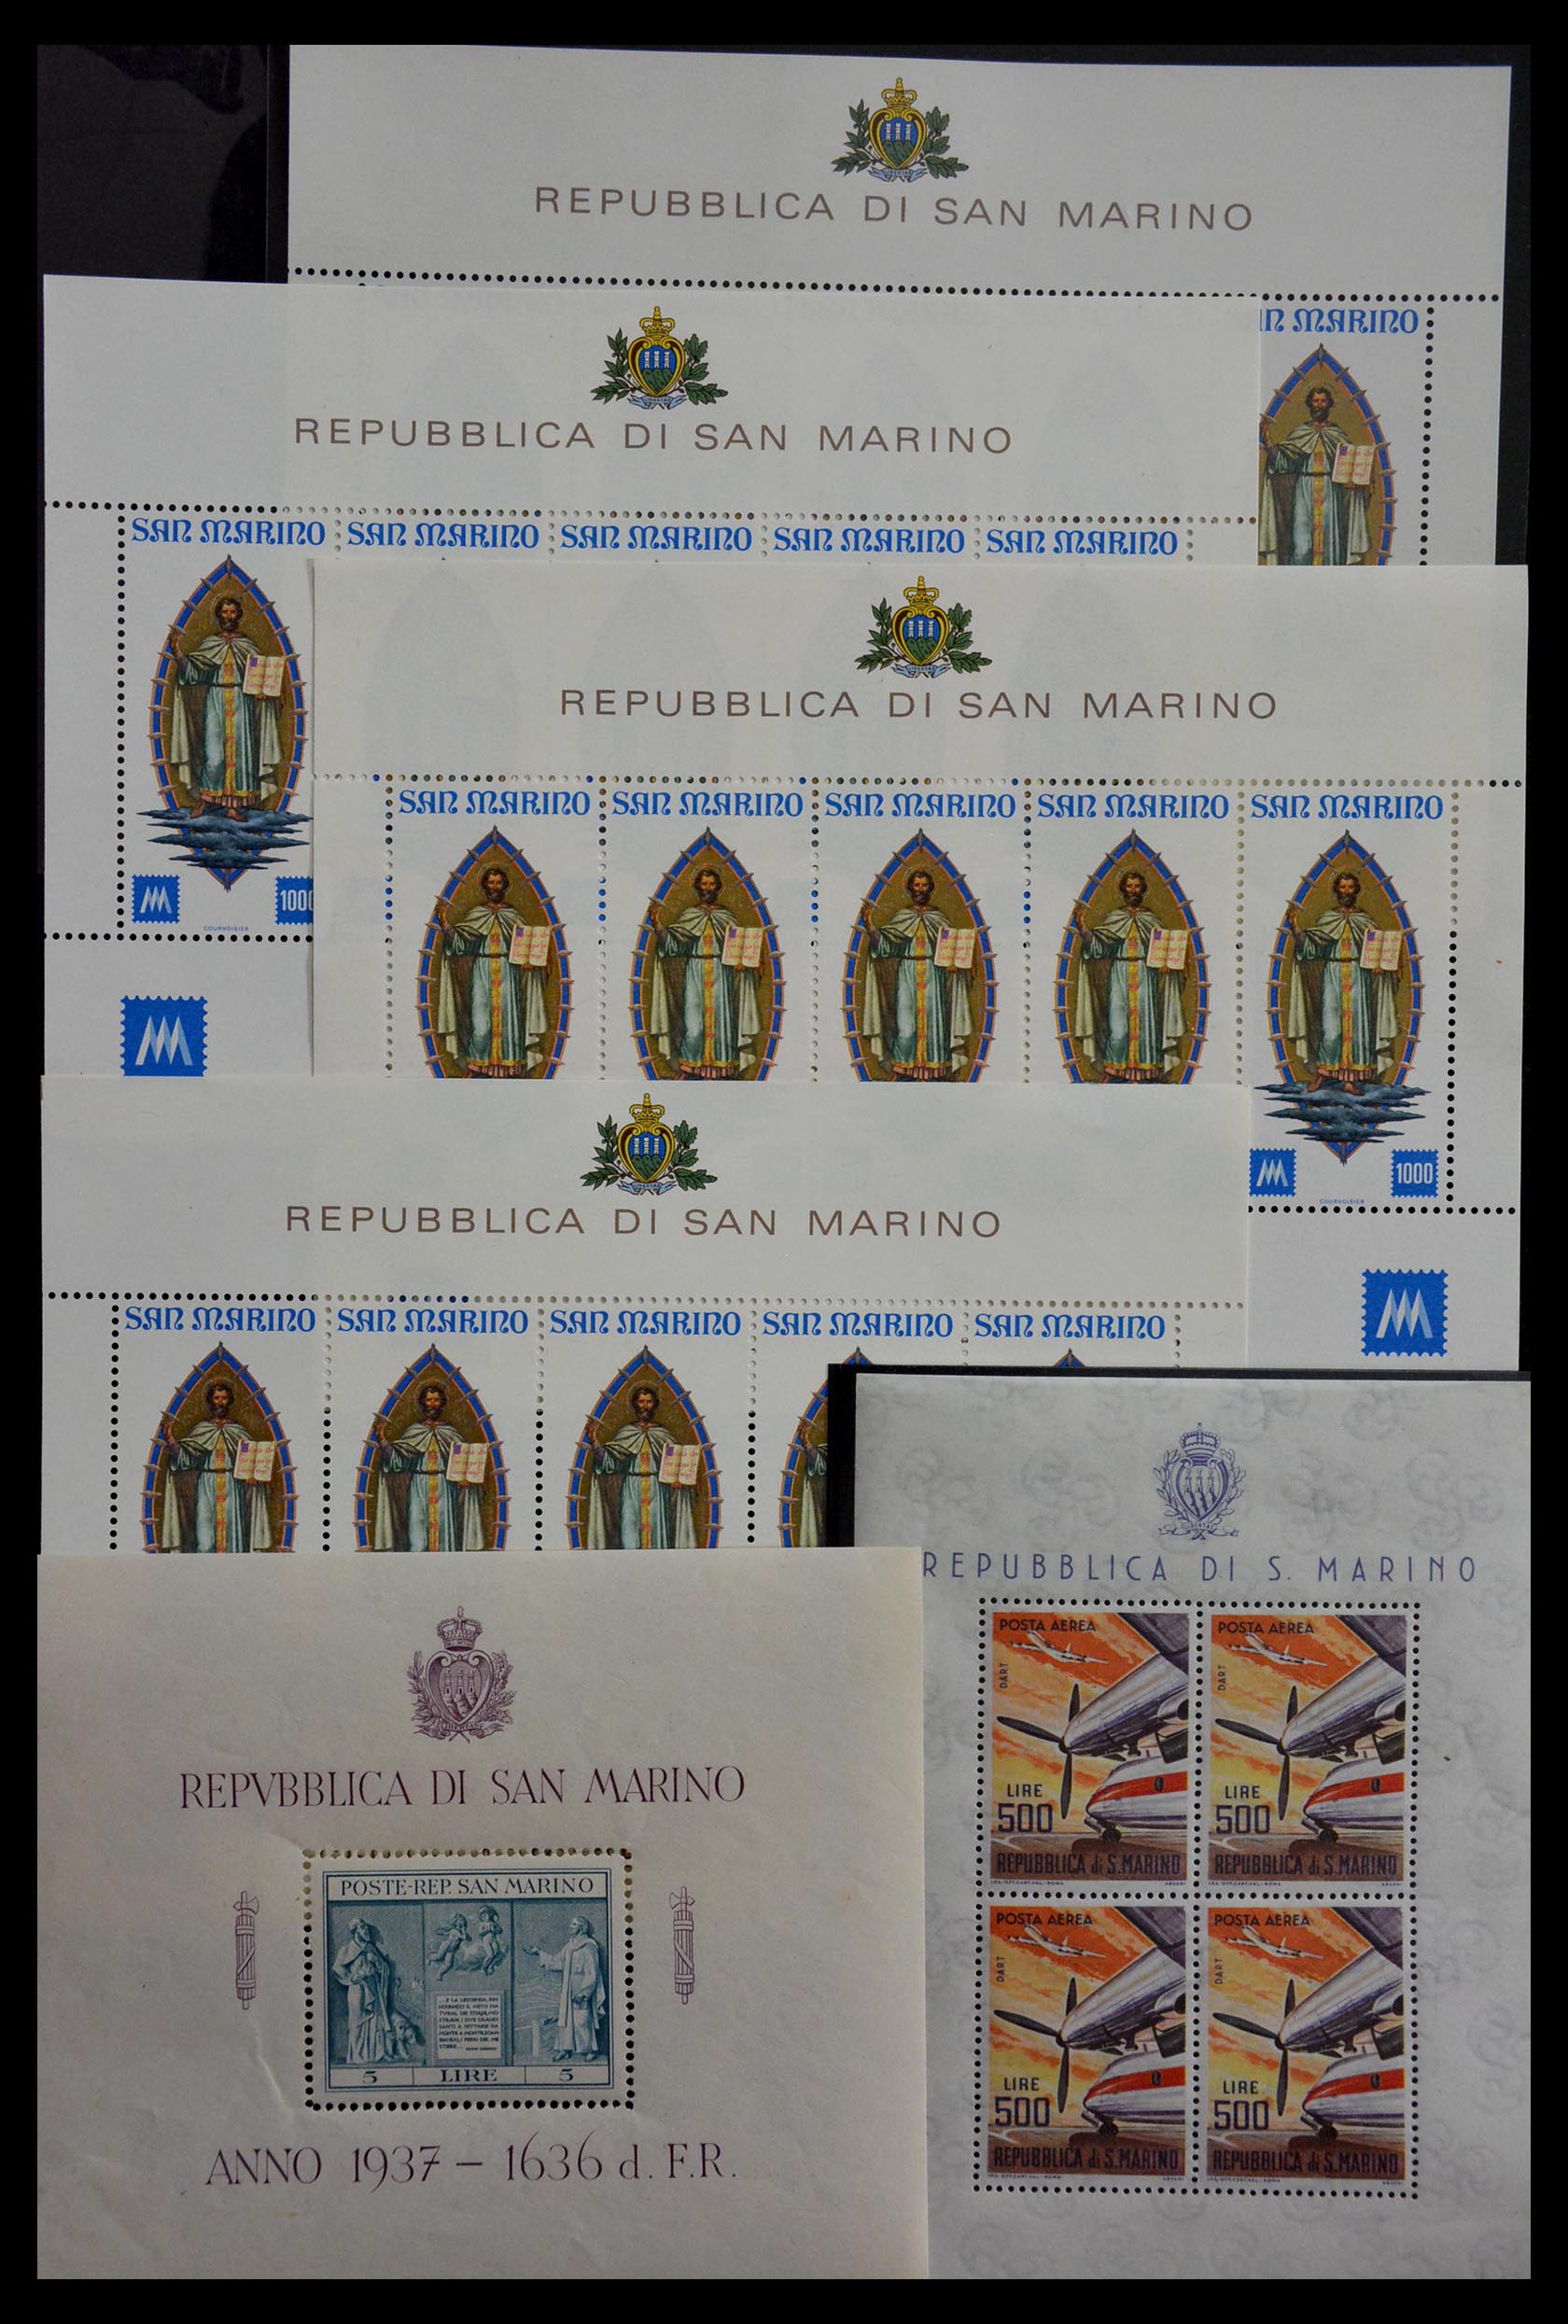 REPUBBLICA DI SAN MARINO
SAN MARINO
REPUBBLICA DI SAN MARINO
SAN MARINO SAN MARINO SAN MARINO SAN MARINO SAN MARINO
1000
COURVOISIER
REPUBBLICA DI SAN MARINO
SAN MARINO SAN MARINO SAN MARINO SAN MARINO SAN MARINO
1000
COURVOISIER
REPUBBLICA DI SAN MARINO
SAN MARINO SAN MARINO SAN MARINO SAN MARINO SAN MARINO
REPUBBLICA DI S. MARINO
POSTA AEREA POSTA AEREA
DART DART
LIRE LIRE
500 500
REPUBBLICA di S. MARINO REPUBBLICA di S. MARINO
POSTA AEREA POSTA AEREA
DART DART
LIRE LIRE
500 500
REPUBBLICA di S. MARINO REPUBBLICA di S. MARINO
REPVBBLICA DI SAN MARINO
POSTE-REP. SAN MARINO
5 LIRE 5
ANNO 1937 – 1636 d. F.R.